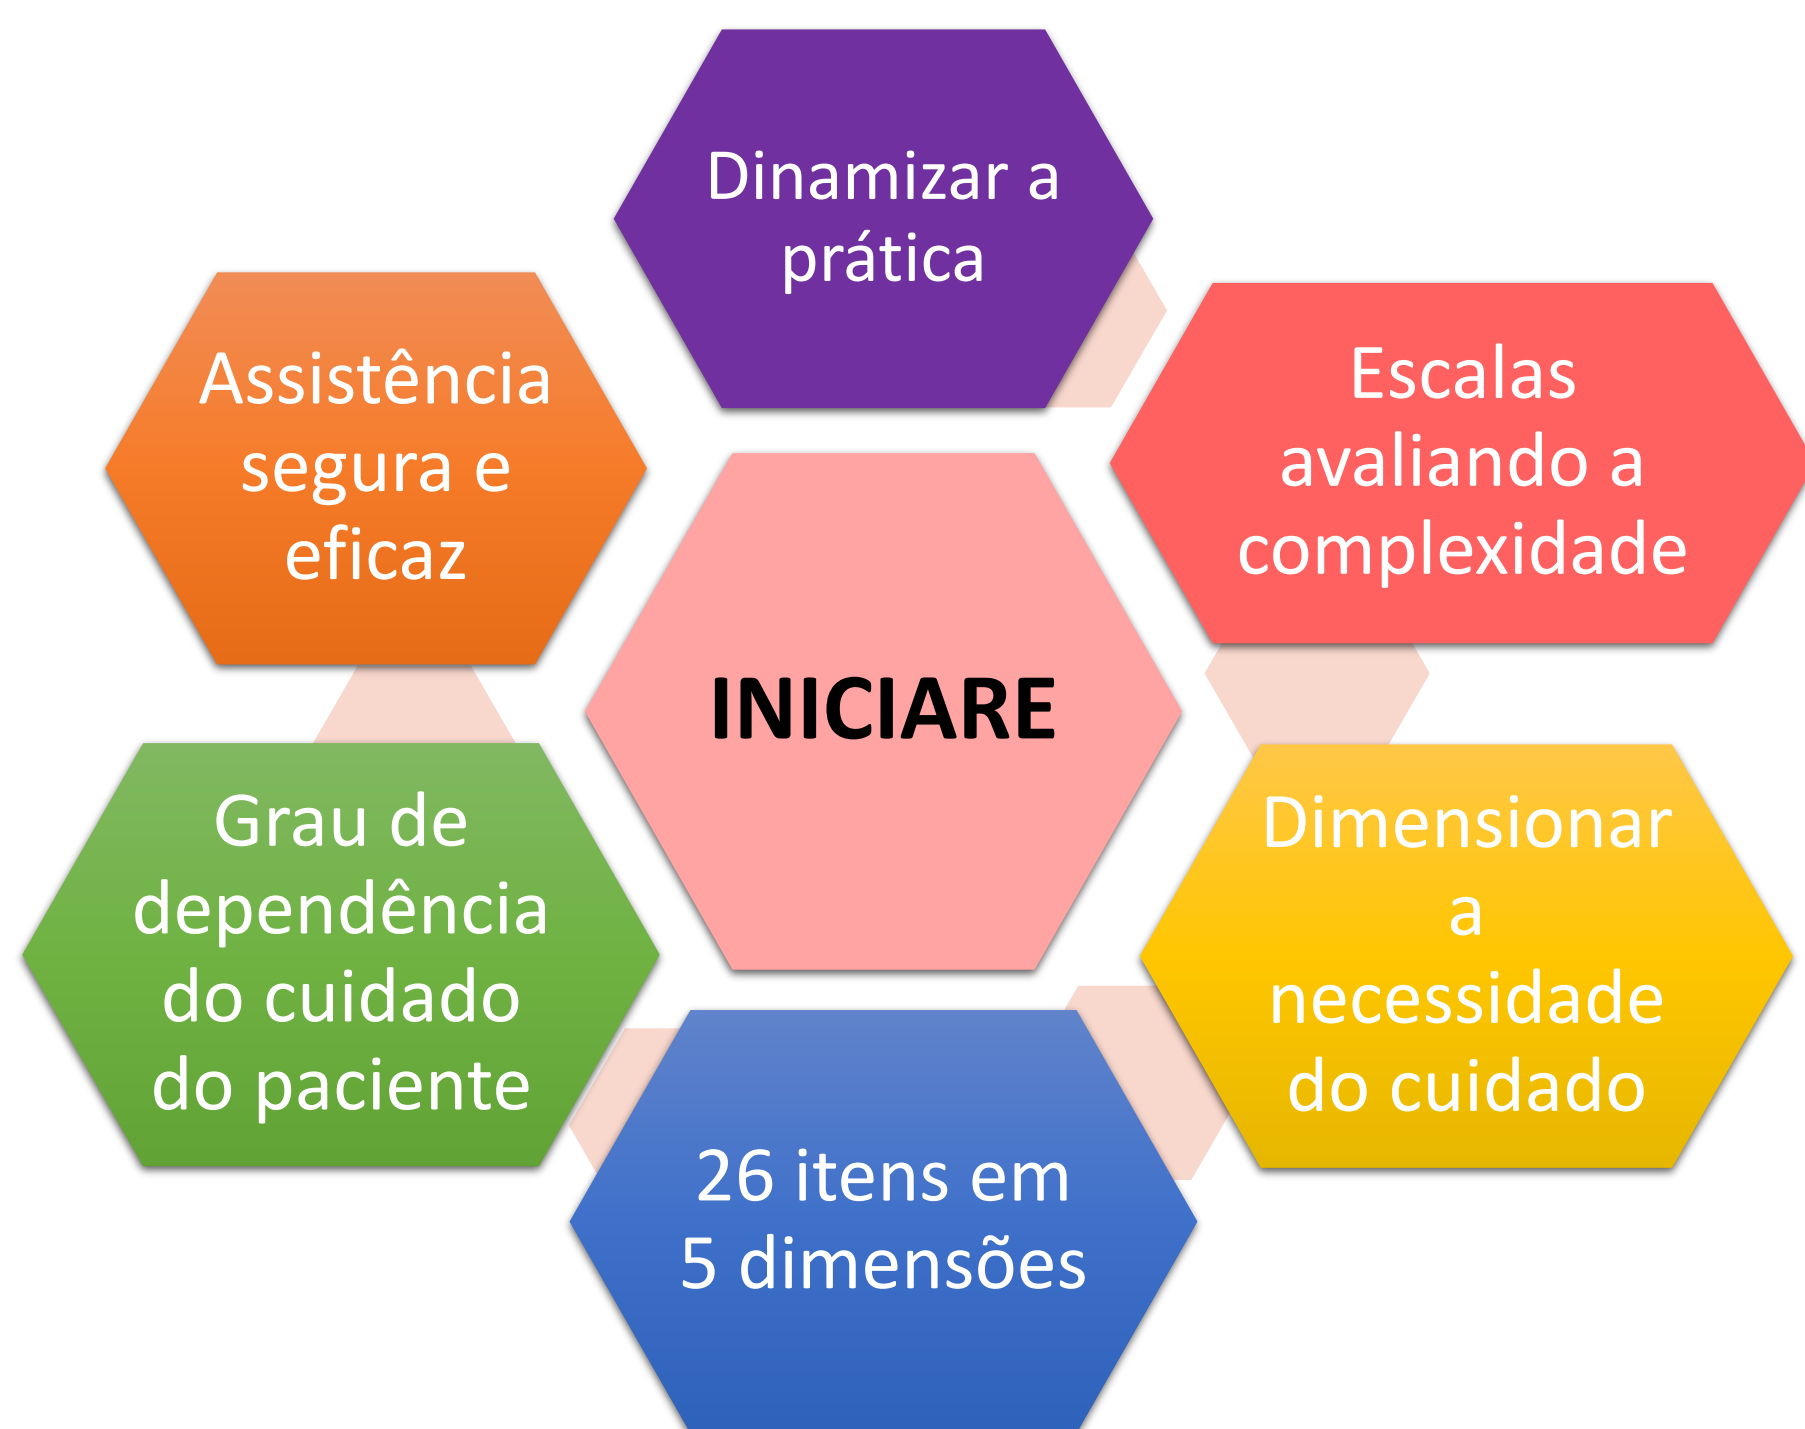 Dinamizar a
prática
Escalas
avaliando a
complexidade
Dimensionar
a
necessidade
do cuidado
26 itens em
5 dimensões
Grau de
dependência
do cuidado
do paciente
Assistência
segura e
eficaz
INICIARE